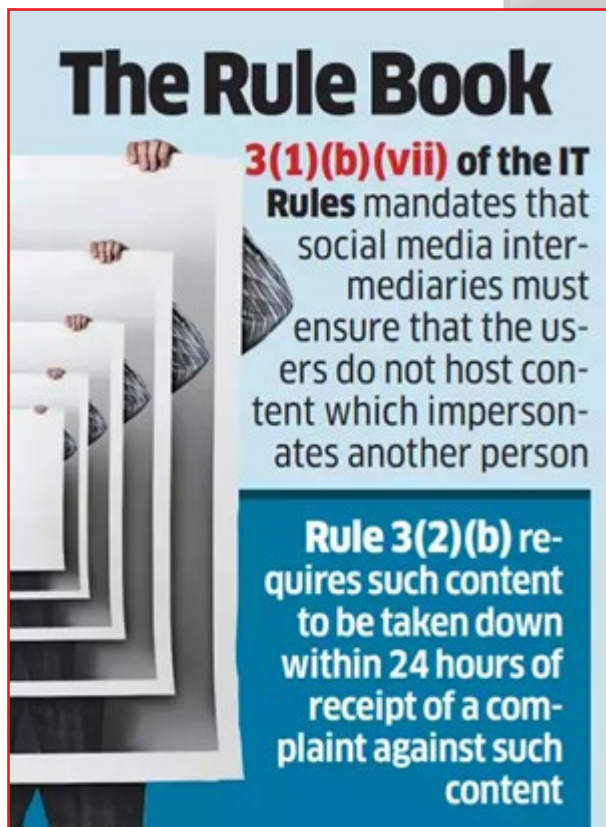 The Rule Book
3(1)(b)(vii) of the IT
Rules mandates that
social media inter-
mediaries must
ensure that the us-
ers do not host con-
tent which imperson-
ates another person
Rule 3(2)(b) re-
quires such content
to be taken down
within 24 hours of
receipt of a com-
plaint against such
content